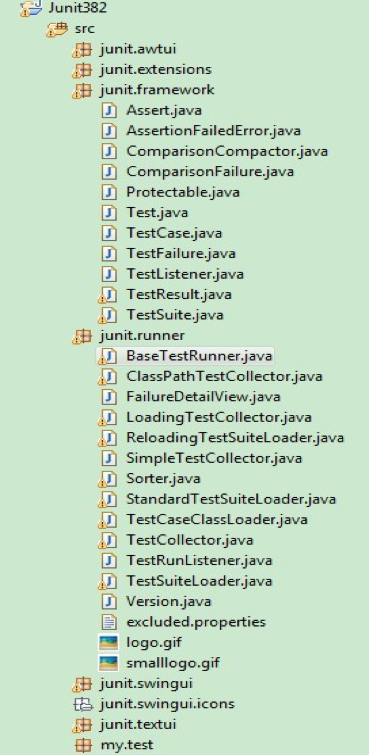 Junit382
src
junit.awtui
junit.extensions
junit.framework
Assert.java
AssertionFailedError.java
ComparisonCompactor.java
ComparisonFailure.java
Protectable.java
Test.java
TestCase.java
TestFailure.java
TestListener.java
TestResult.java
TestSuite.java
junit.runner
BaseTestRunner.java
ClassPathTestCollector.java
FailureDetailView.java
LoadingTestCollector.java
ReloadingTestSuiteLoader.java
SimpleTestCollector.java
Sorter.java
StandardTestSuiteLoader.java
TestCaseClassLoader.java
TestCollector.java
TestRunListener.java
TestSuiteLoader.java
Version.java
excluded.properties
logo.gif
smalllogo.gif
junit.swingui
junit.swingui.icons
junit.textui
my.test